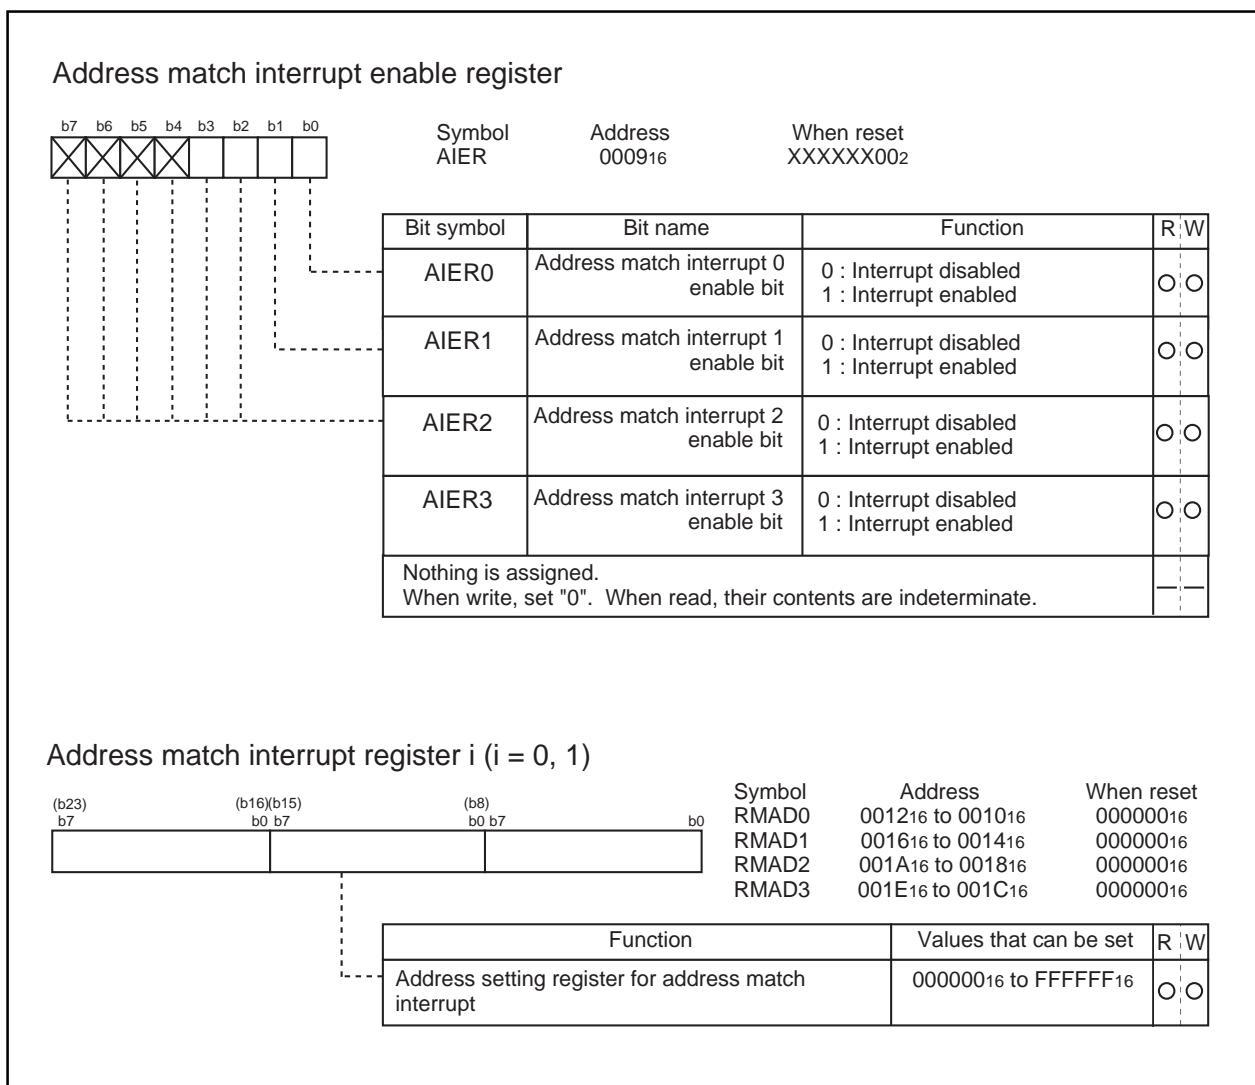 Address match interrupt enable register
b7 b6 b5 b4 b3 b2 b1 b0
Symbol Address When reset
AIER 000916 XXXXXX002
Bit symbol Bit name Function R W
AIER0 Address match interrupt 0 0 : Interrupt disabled
enable bit 1 : Interrupt enabled
AIER1 Address match interrupt 1 0 : Interrupt disabled
enable bit 1 : Interrupt enabled
AIER2 Address match interrupt 2 0 : Interrupt disabled
enable bit 1 : Interrupt enabled
AIER3 Address match interrupt 3 0 : Interrupt disabled
enable bit 1 : Interrupt enabled
Nothing is assigned.
When write, set "0". When read, their contents are indeterminate.
Address match interrupt register i (i = 0, 1)
(b23) (b16)(b15) (b8)
b7 b0 b7 b0 b7 b0
Symbol Address When reset
RMAD0 001216 to 001016 00000016
RMAD1 001616 to 001416 00000016
RMAD2 001A16 to 001816 00000016
RMAD3 001E16 to 001C16 00000016
Function Values that can be set R W
Address setting register for address match 00000016 to FFFFFF16
interrupt